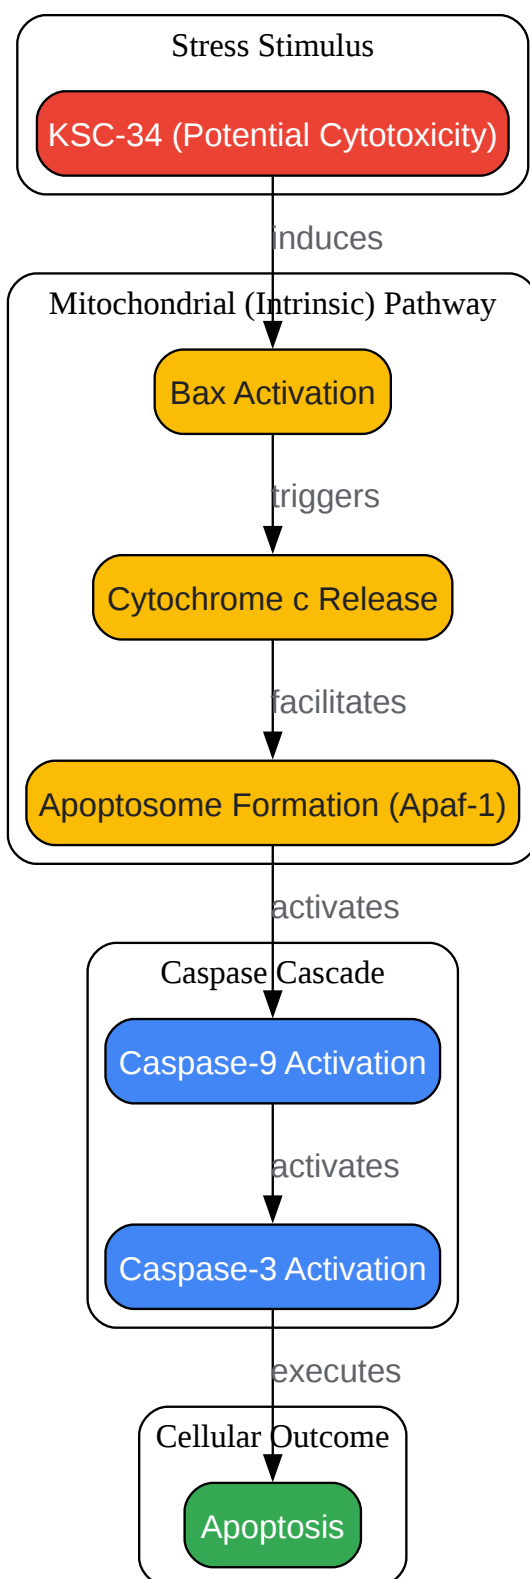 Stress Stimulus
KSC-34 (Potential Cytotoxicity)
induces
Mitochondrial (Intrinsic) Pathway
Bax Activation
triggers
Cytochrome c Release
facilitates
Apoptosome Formation (Apaf-1)
activates
Caspase Cascade
Caspase-9 Activation
activates
Caspase-3 Activation
executes
Cellular Outcome
Apoptosis